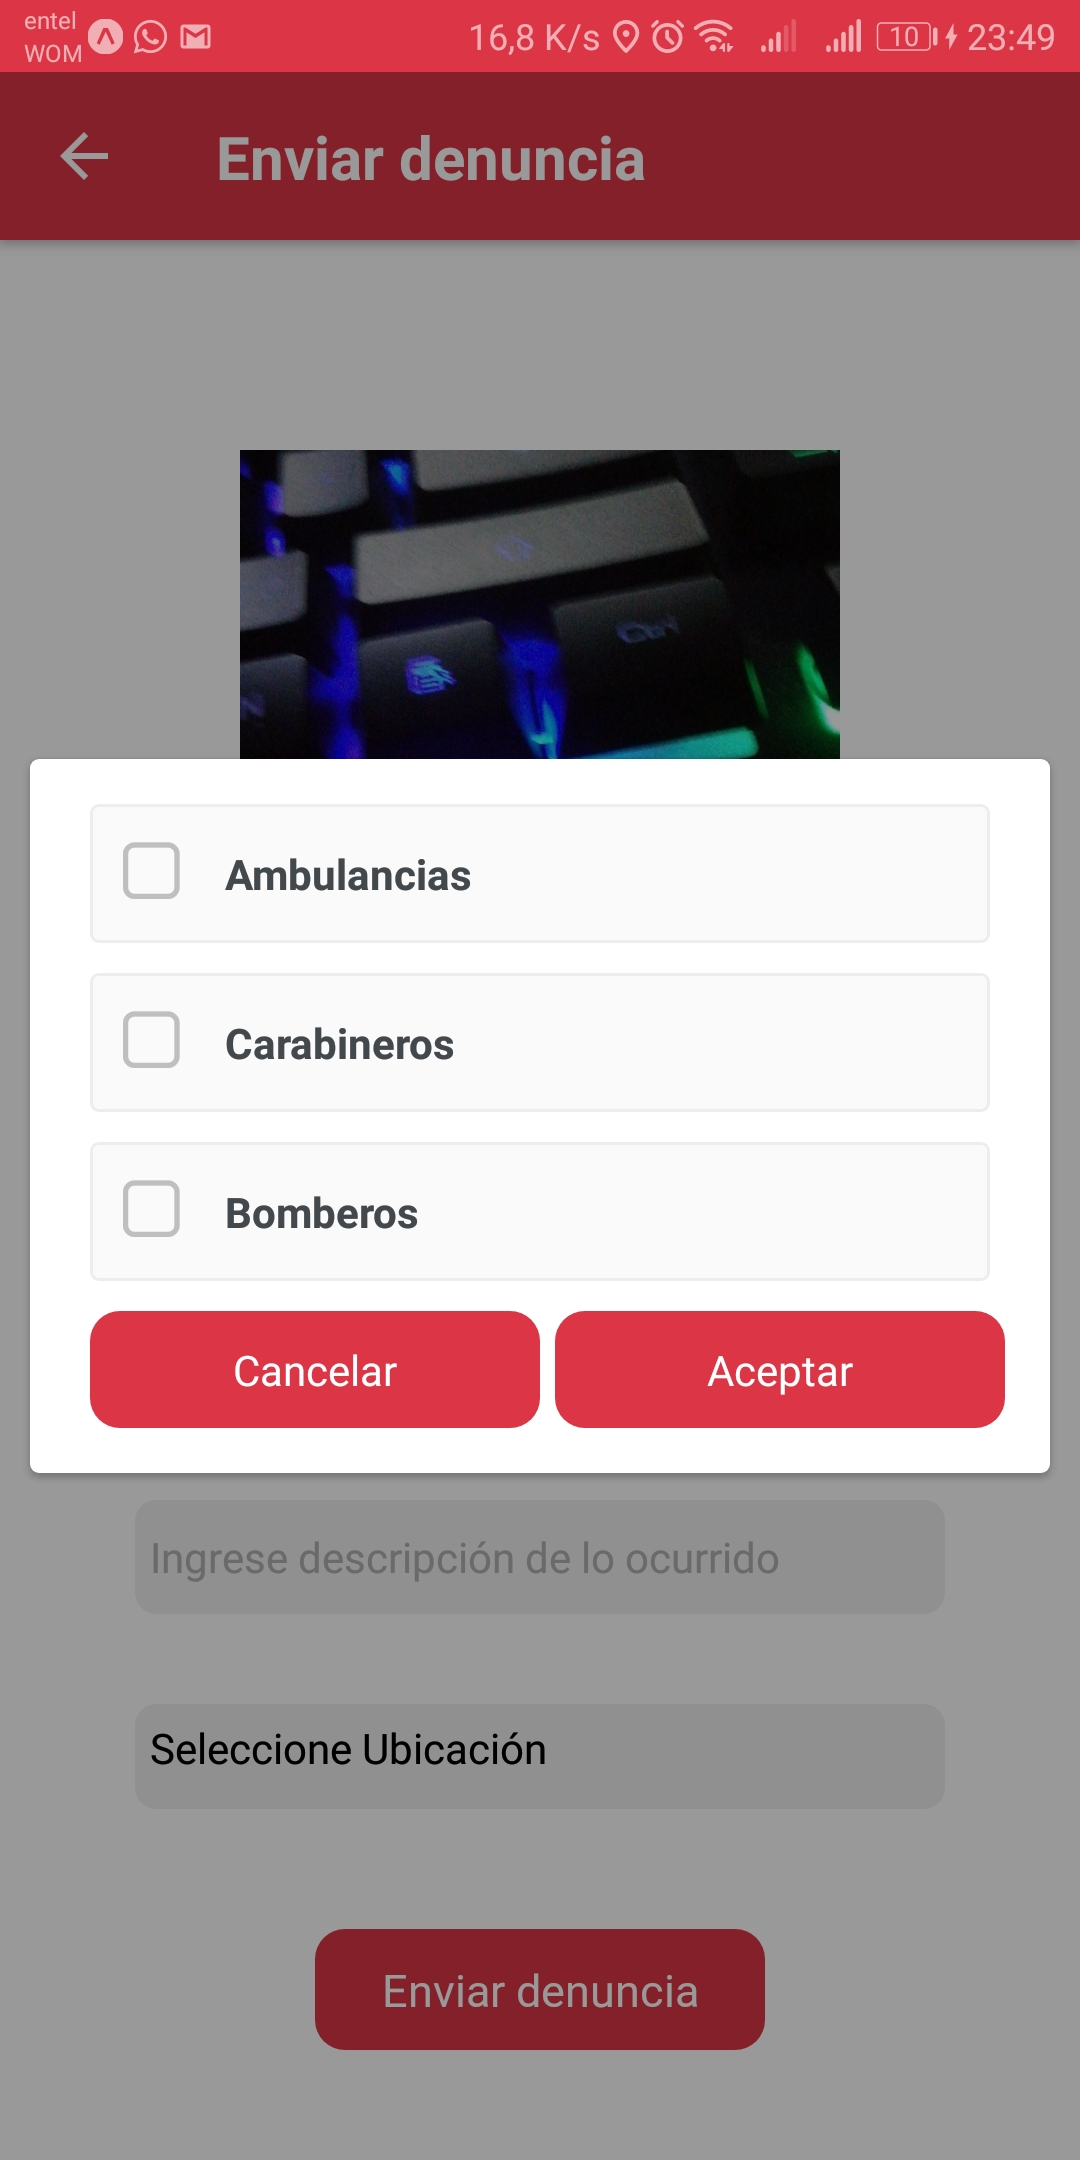 entel
WOM
16,8 K/s
10
23:49
Enviar denuncia
Ambulancias
Carabineros
Bomberos
Cancelar
Aceptar
Ingrese descripción de lo ocurrido
Seleccione Ubicación
Enviar denuncia